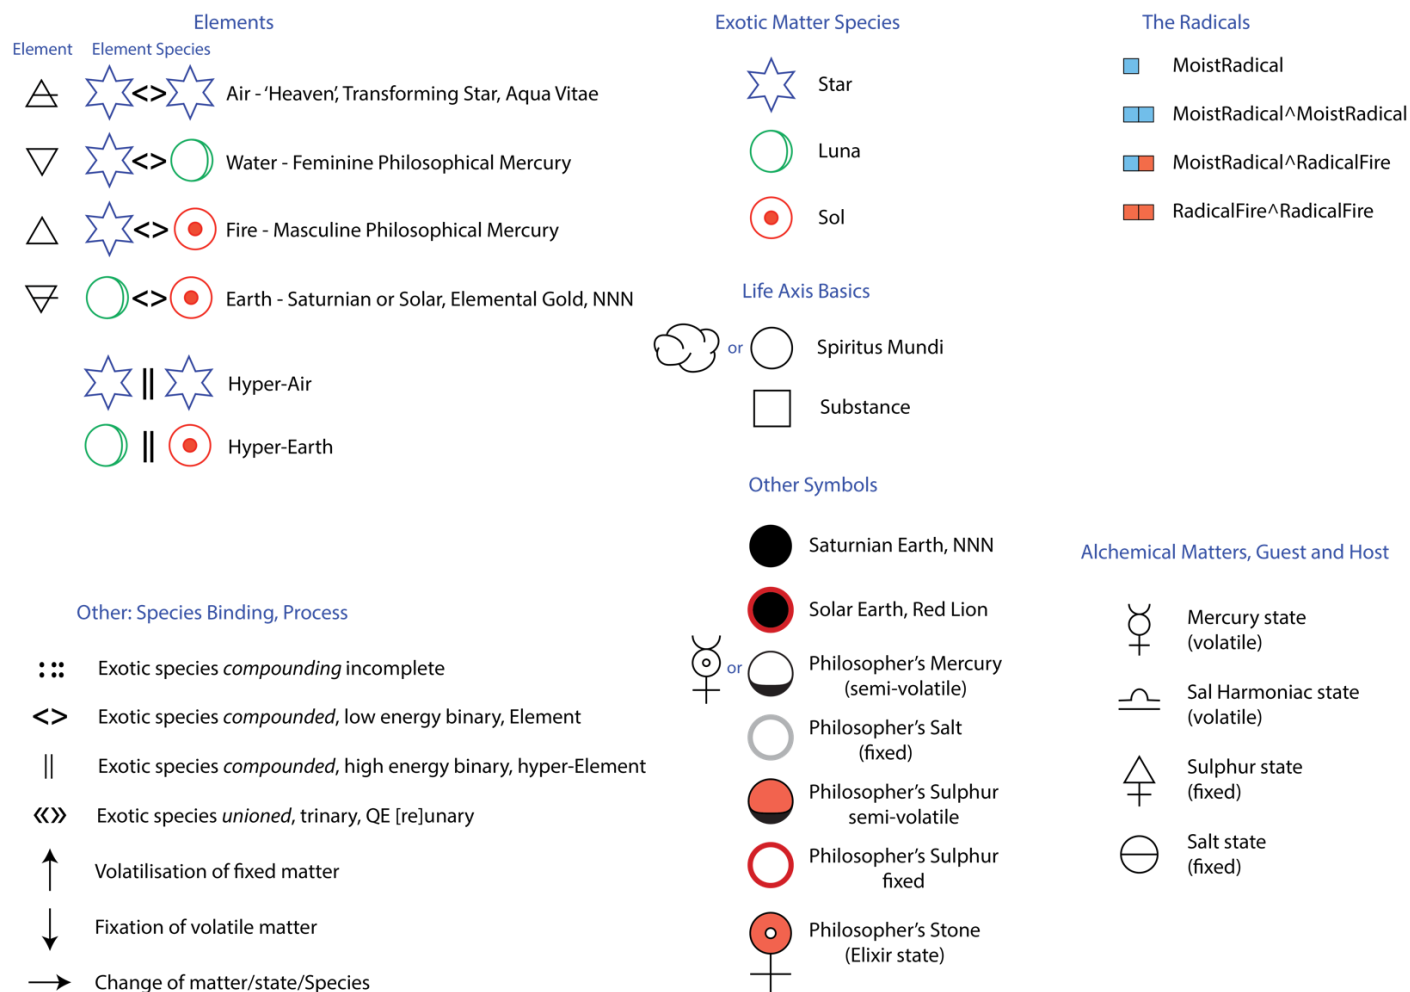 Elements
Element
Element Species
Air - ‘Heaven’, Transforming Star, Aqua Vitae
Water - Feminine Philosophical Mercury
Fire - Masculine Philosophical Mercury
Earth - Saturnian or Solar, Elemental Gold, NNN
Hyper-Air
Hyper-Earth
Other: Species Binding, Process
Exotic species compounding incomplete
<> Exotic species compounded, low energy binary, Element
|| Exotic species compounded, high energy binary, hyper-Element
«» Exotic species unioned, trinary, QE [re]unary
Volatilisation of fixed matter
Fixation of volatile matter
Change of matter/state/Species
Exotic Matter Species
Star
Luna
Sol
Life Axis Basics
or
Spiritus Mundi
Substance
Other Symbols
Saturnian Earth, NNN
Solar Earth, Red Lion
or
Philosopher’s Mercury
(semi-volatile)
Philosopher’s Salt
(fixed)
Philosopher’s Sulphur
semi-volatile
Philosopher’s Sulphur
fixed
Philosopher’s Stone
(Elixir state)
The Radicals
MoistRadical
MoistRadical^MoistRadical
MoistRadical^RadicalFire
RadicalFire^RadicalFire
Alchemical Matters, Guest and Host
Mercury state
(volatile)
Sal Harmoniac state
(volatile)
Sulphur state
(fixed)
Salt state
(fixed)